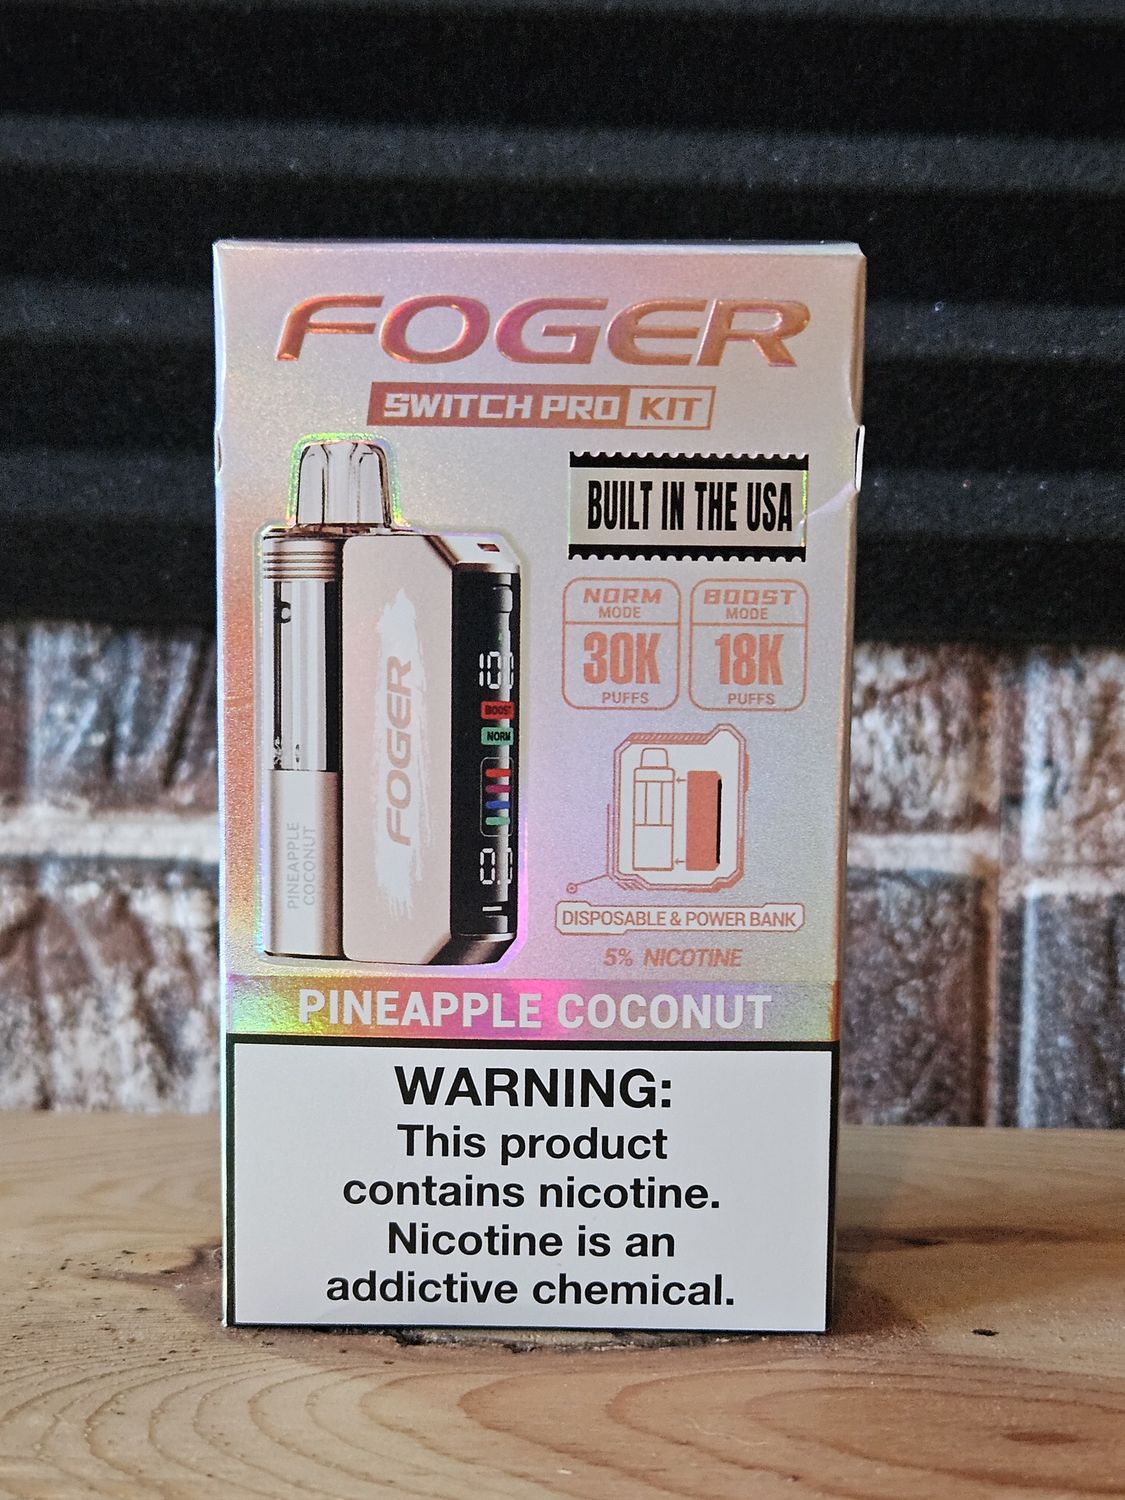 FOGER
SWITCH PRO KIT
BUILT IN THE USA
NORM
MODE
30K
PUFFS
BOOST
MODE
18K
PUFFS
FOGER
BOOST
NORM
PINEAPPLE
COCONUT
DISPOSABLE & POWER BANK
5% NICOTINE
PINEAPPLE COCONUT
WARNING:
This product
contains nicotine.
Nicotine is an
addictive chemical.